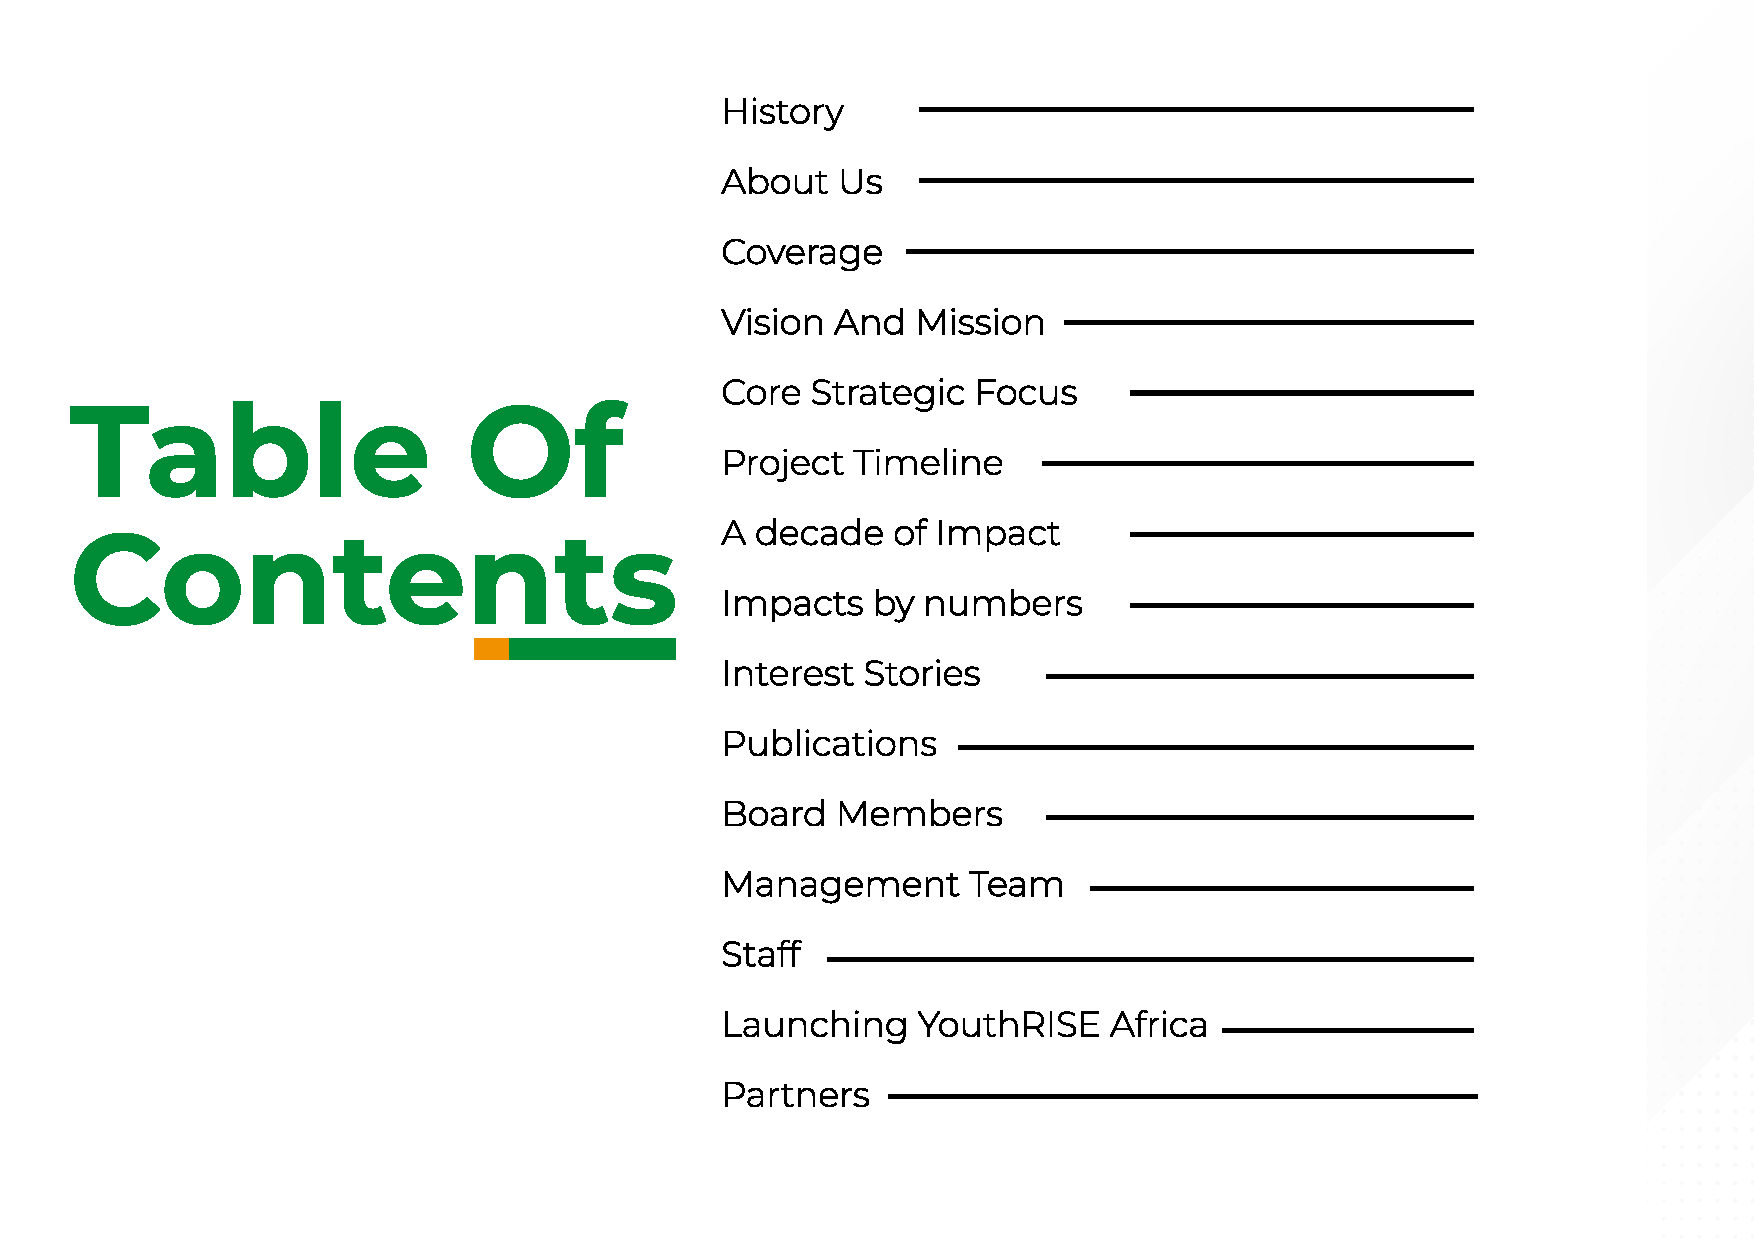 Table Of
Contents
History
About Us
Coverage
Vision And Mission
Core Strategic Focus
Project Timeline
A decade of Impact
Impacts by numbers
Interest Stories
Publications
Board Members
Management Team
Staff
Launching YouthRISE Africa
Partners